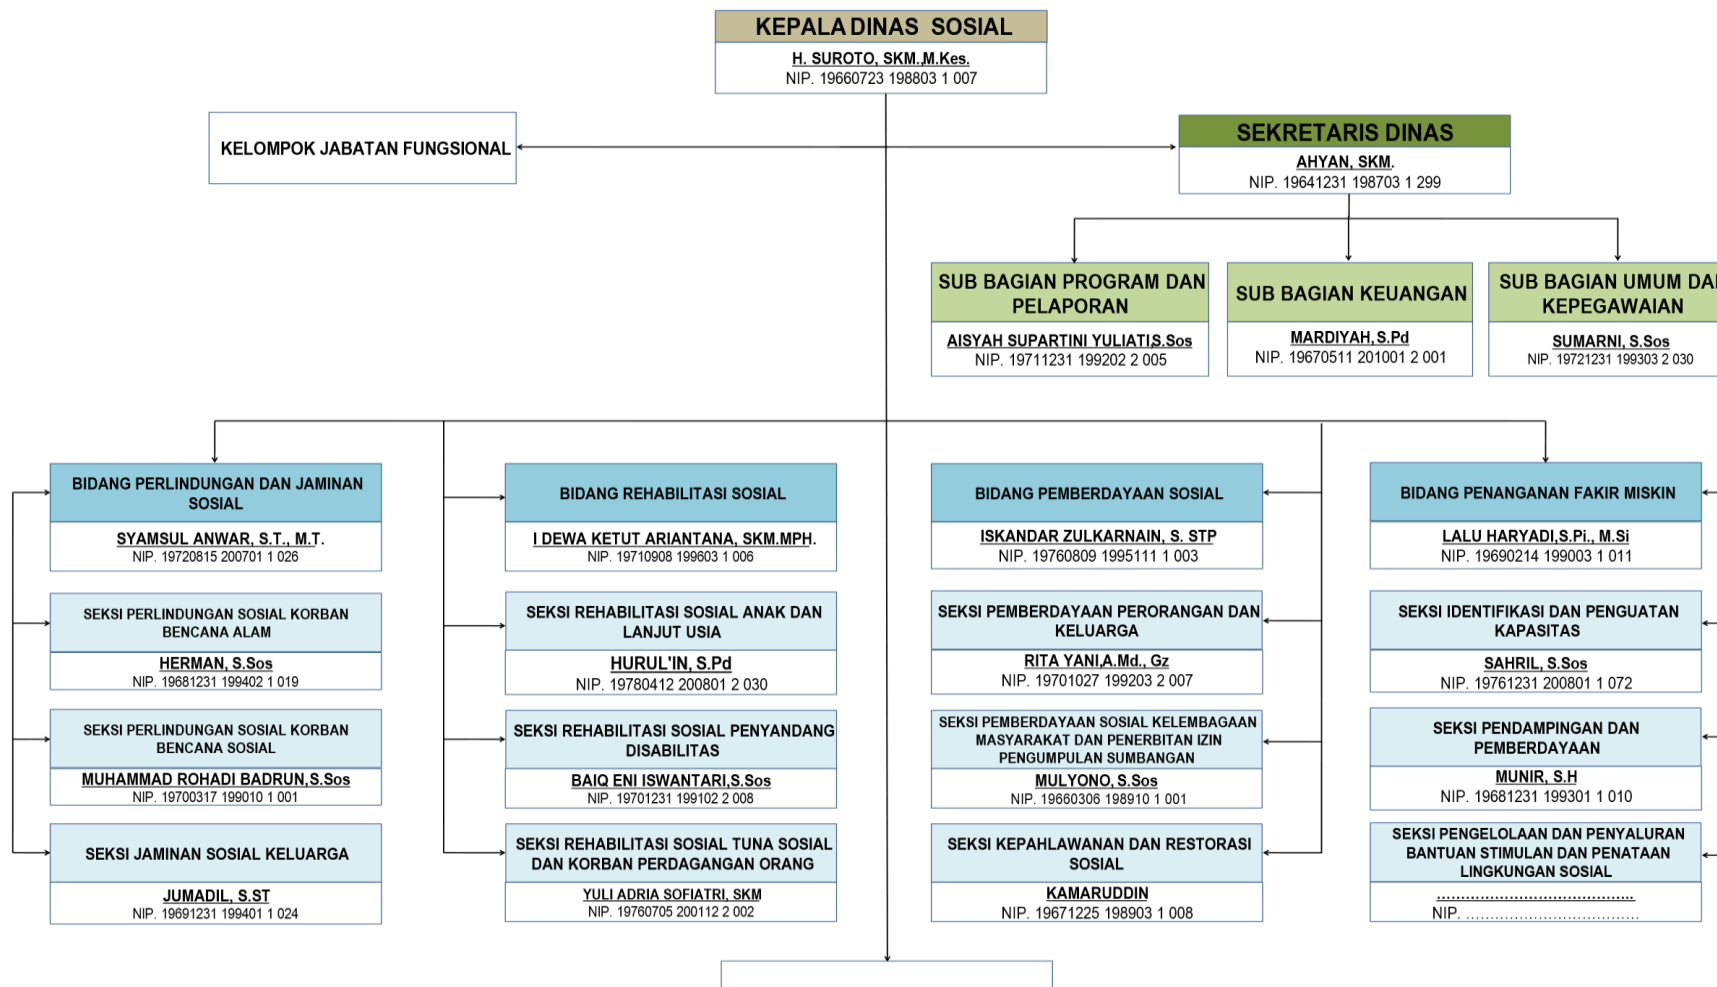 KEPALA DINAS SOSIAL
H. SUROTO, SKM.,M.Kes.
NIP. 19660723 198803 1 007
KELOMPOK JABATAN FUNGSIONAL
SEKRETARIS DINAS
AHYAN, SKM.
NIP. 19641231 198703 1 299
SUB BAGIAN PROGRAM DAN
PELAPORAN
AISYAH SUPARTINI YULIATI,S.Sos
NIP. 19711231 199202 2 005
SUB BAGIAN KEUANGAN
MARDIYAH, S.Pd
NIP. 19670511 201001 2 001
SUB BAGIAN UMUM DA
KEPEGAWAIAN
SUMARNI, S.Sos
NIP. 19721231 199303 2 030
BIDANG PERLINDUNGAN DAN JAMINAN
SOSIAL
SYAMSUL ANWAR, S.T., M.T.
NIP. 19720815 200701 1 026
SEKSI PERLINDUNGAN SOSIAL KORBAN
BENCANA ALAM
HERMAN, S.Sos
NIP. 19681231 199402 1 019
SEKSI PERLINDUNGAN SOSIAL KORBAN
BENCANA SOSIAL
MUHAMMAD ROHADI BADRUN,S.Sos
NIP. 19700317 199010 1 001
SEKSI JAMINAN SOSIAL KELUARGA
JUMADIL, S.ST
NIP. 19691231 199401 1 024
BIDANG REHABILITASI SOSIAL
I DEWA KETUT ARIANTANA, SKM.MPH.
NIP. 19710908 199603 1 006
SEKSI REHABILITASI SOSIAL ANAK DAN
LANJUT USIA
HURUL'IN, S.Pd
NIP. 19780412 200801 2 030
SEKSI REHABILITASI SOSIAL PENYANDANG
DISABILITAS
BAIQ ENI ISWANTARI,S.Sos
NIP. 19701231 199102 2 008
SEKSI REHABILITASI SOSIAL TUNA SOSIAL
DAN KORBAN PERDAGANGAN ORANG
YULI ADRIA SOFIATRI, SKM
NIP. 19760705 200112 2 002
BIDANG PEMBERDAYAAN SOSIAL
ISKANDAR ZULKARNAIN, S. STP
NIP. 19760809 1995111 1 003
SEKSI PEMBERDAYAAN PERORANGAN DAN
KELUARGA
RITA YANI,A.Md., Gz
NIP. 19701027 199203 2 007
SEKSI PEMBERDAYAAN SOSIAL KELEMBAGAAN
MASYARAKAT DAN PENERBITAN IZIN
PENGUMPULAN SUMBANGAN
MULYONO, S.Sos
NIP. 19660306 198910 1 001
SEKSI KEPAHLAWANAN DAN RESTORASI
SOSIAL
KAMARUDDIN
NIP. 19671225 198903 1 008
BIDANG PENANGANAN FAKIR MISKIN
LALU HARYADI,S.Pi., M.Si
NIP. 19690214 199003 1 011
SEKSI IDENTIFIKASI DAN PENGUATAN
KAPASITAS
SAHRIL, S.Sos
NIP. 19761231 200801 1 072
SEKSI PENDAMPINGAN DAN
PEMBERDAYAAN
MUNIR, S.H
NIP. 19681231 199301 1 010
SEKSI PENGELOLAAN DAN PENYALURAN
BANTUAN STIMULAN DAN PENATAAN
LINGKUNGAN SOSIAL
.......................................
NIP. ...................................